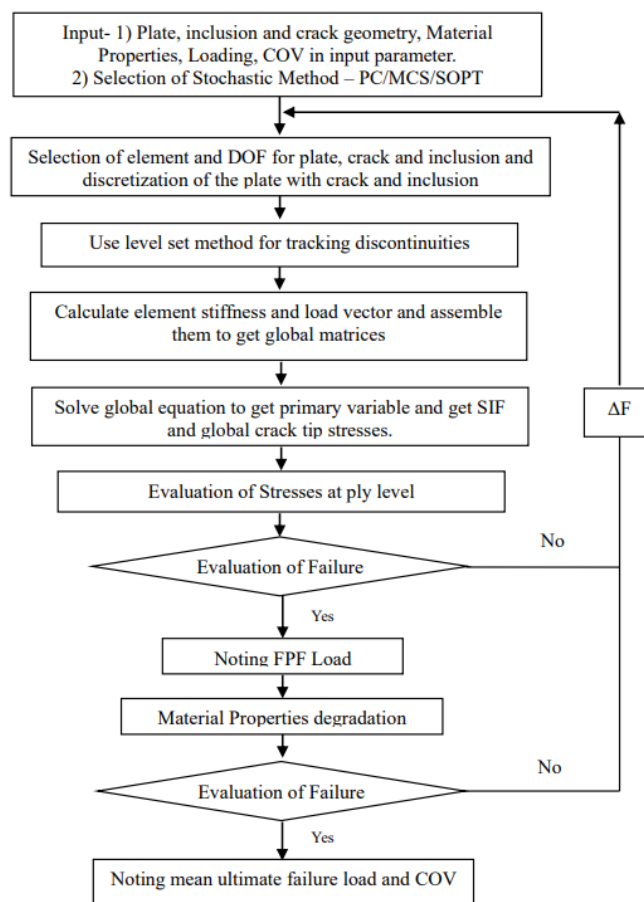 Input- 1) Plate, inclusion and crack geometry, Material
Properties, Loading, COV in input parameter.
2) Selection of Stochastic Method – PC/MCS/SOPT
Selection of element and DOF for plate, crack and inclusion and
discretization of the plate with crack and inclusion
Use level set method for tracking discontinuities
Calculate element stiffness and load vector and assemble
them to get global matrices
Solve global equation to get primary variable and get SIF
and global crack tip stresses.
ΔF
Evaluation of Stresses at ply level
Evaluation of Failure
No
Yes
Noting FPF Load
Material Properties degradation
Evaluation of Failure
No
Yes
Noting mean ultimate failure load and COV